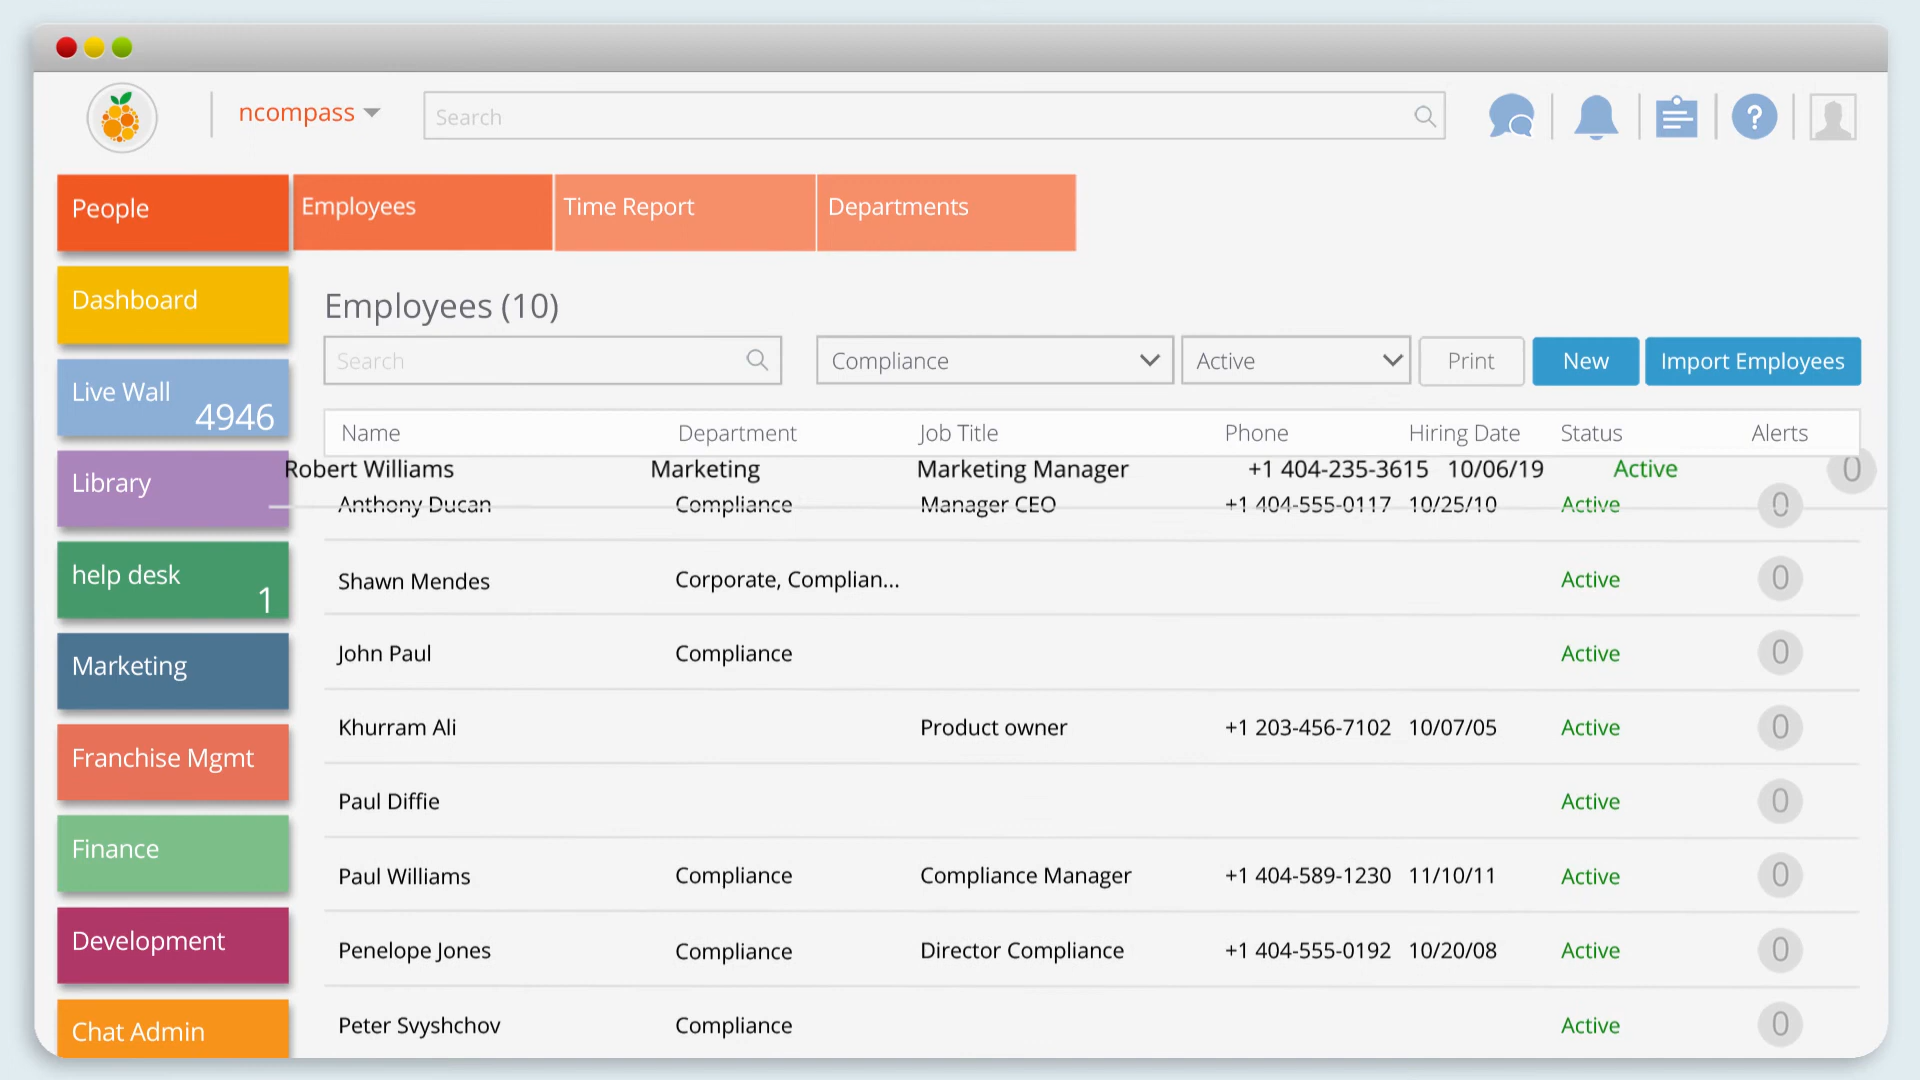 ncompass
Search
?
People
Employees
Time Report
Departments
Dashboard
Live Wall
4946
Library
help desk
1
Marketing
Franchise Mgmt
Finance
Development
Chat Admin
Employees (10)
Search
Compliance
Active
Print
New
Import Employees
Name Department Job Title Phone Hiring Date Status Alerts
Robert Williams Marketing Marketing Manager +1 404-235-3615 10/06/19 Active 0
Anthony Ducan Compliance Manager CEO +1 404-555-0117 10/25/10 Active 0
Shawn Mendes Corporate, Complian... Active 0
John Paul Compliance Active 0
Khurram Ali Product owner +1 203-456-7102 10/07/05 Active 0
Paul Diffie Active 0
Paul Williams Compliance Compliance Manager +1 404-589-1230 11/10/11 Active 0
Penelope Jones Compliance Director Compliance +1 404-555-0192 10/20/08 Active 0
Peter Svyshchov Compliance Active 0